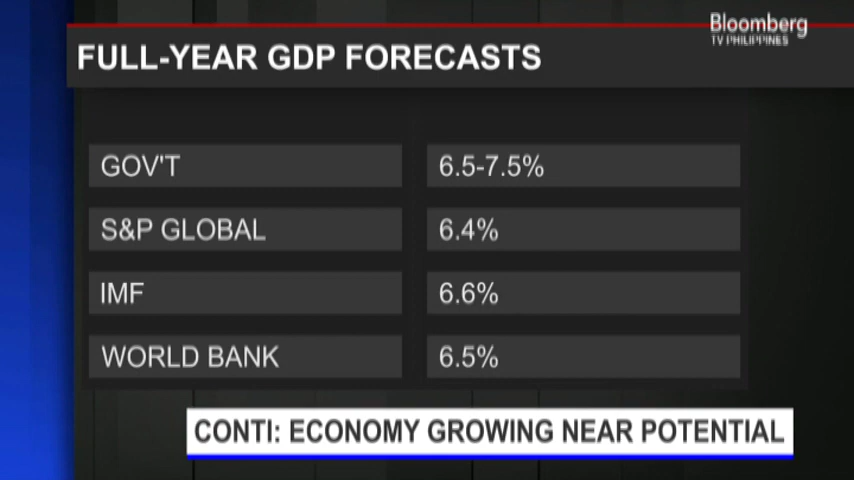 Bloomberg
TV PHILIPPINES
FULL-YEAR GDP FORECASTS
GOV'T 6.5-7.5%
S&P GLOBAL 6.4%
IMF 6.6%
WORLD BANK 6.5%
CONTI: ECONOMY GROWING NEAR POTENTIAL